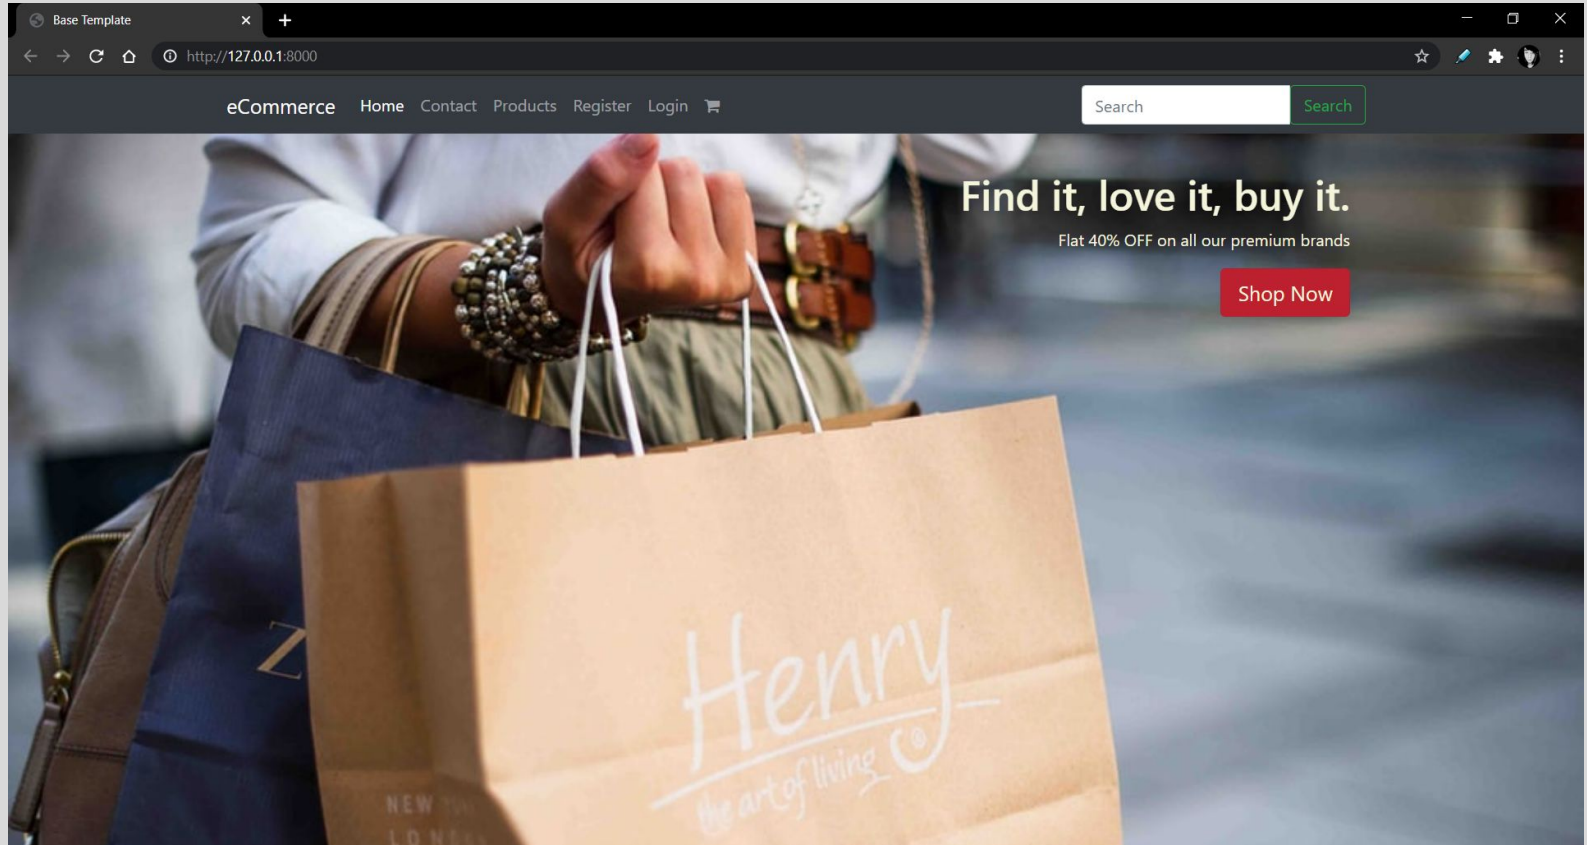 Base Template
http://127.0.0.1:8000
eCommerce Home Contact Products Register Login Search Search
Find it, love it, buy it.
Flat 40% OFF on all our premium brands
Shop Now
Z
Henry
the art of living
NEW